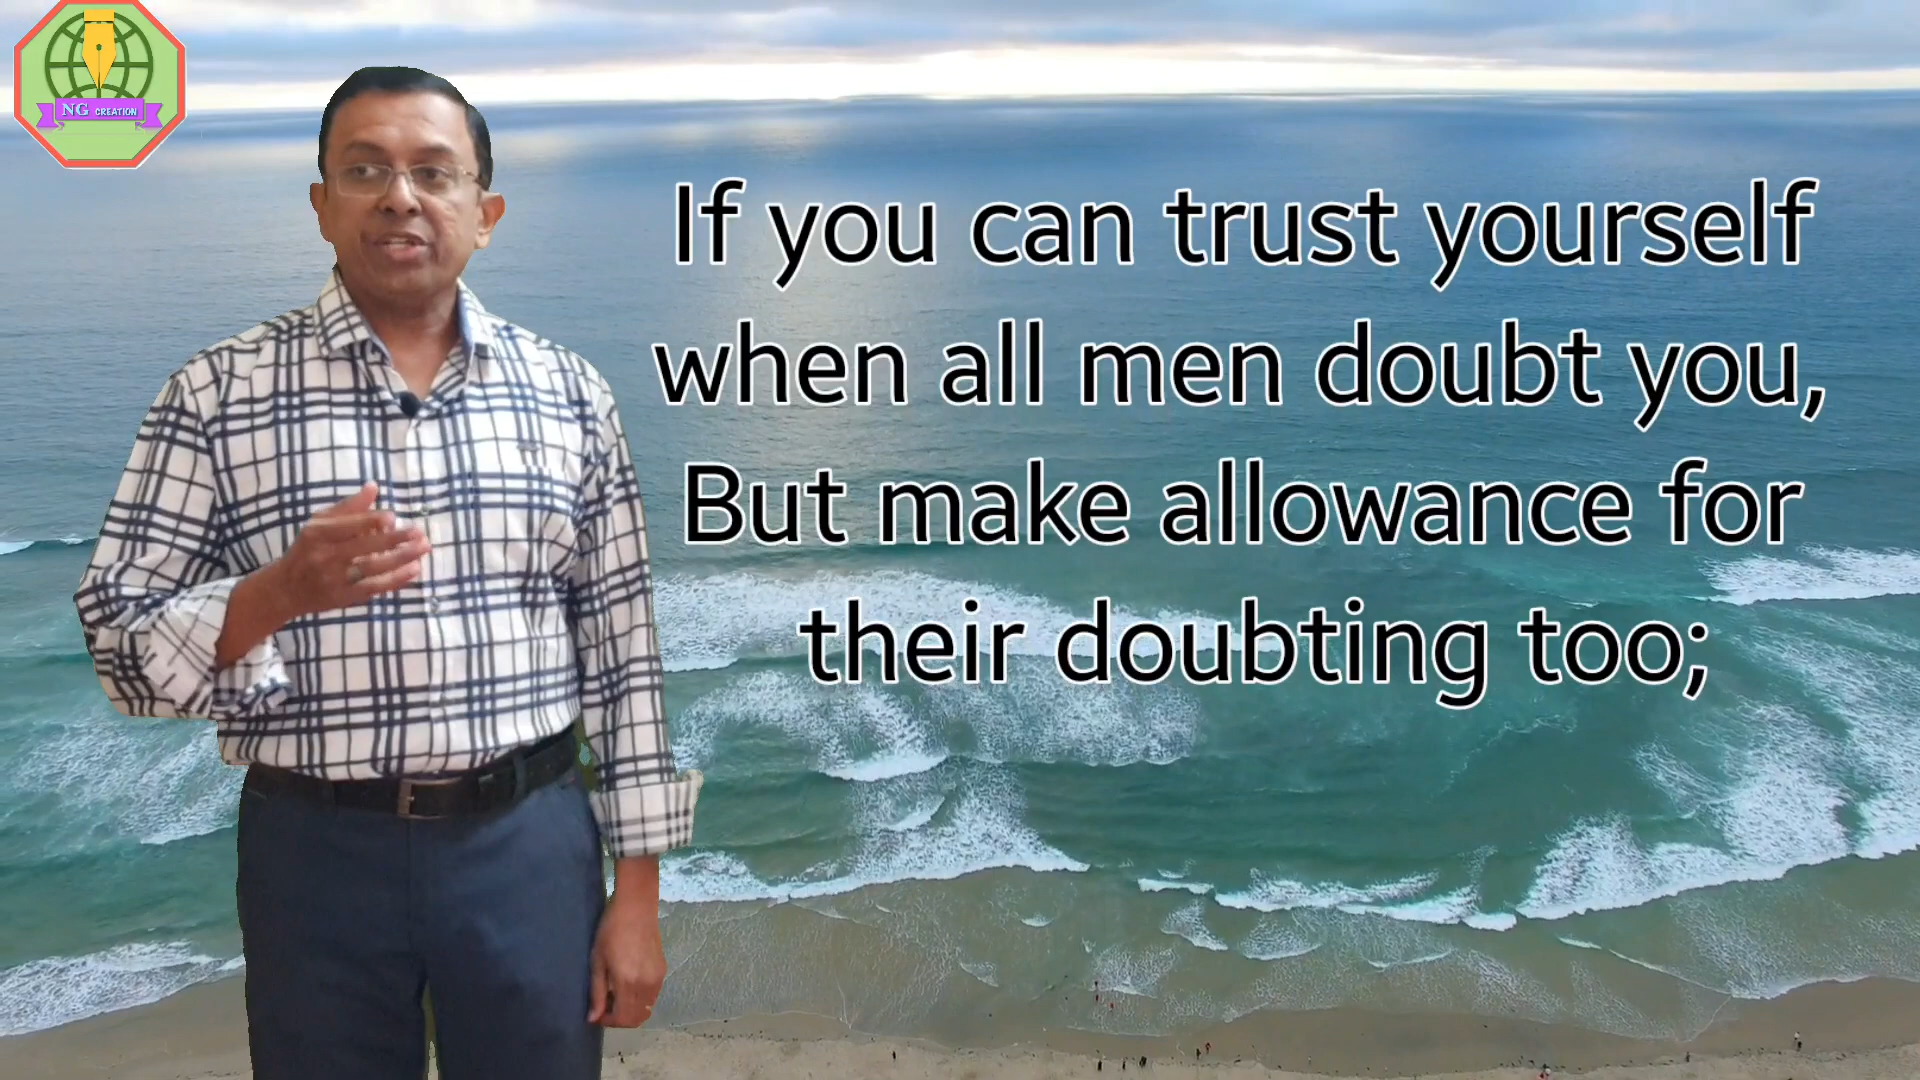 NG CREATION
If you can trust yourself
when all men doubt you,
But make allowance for
their doubting too;